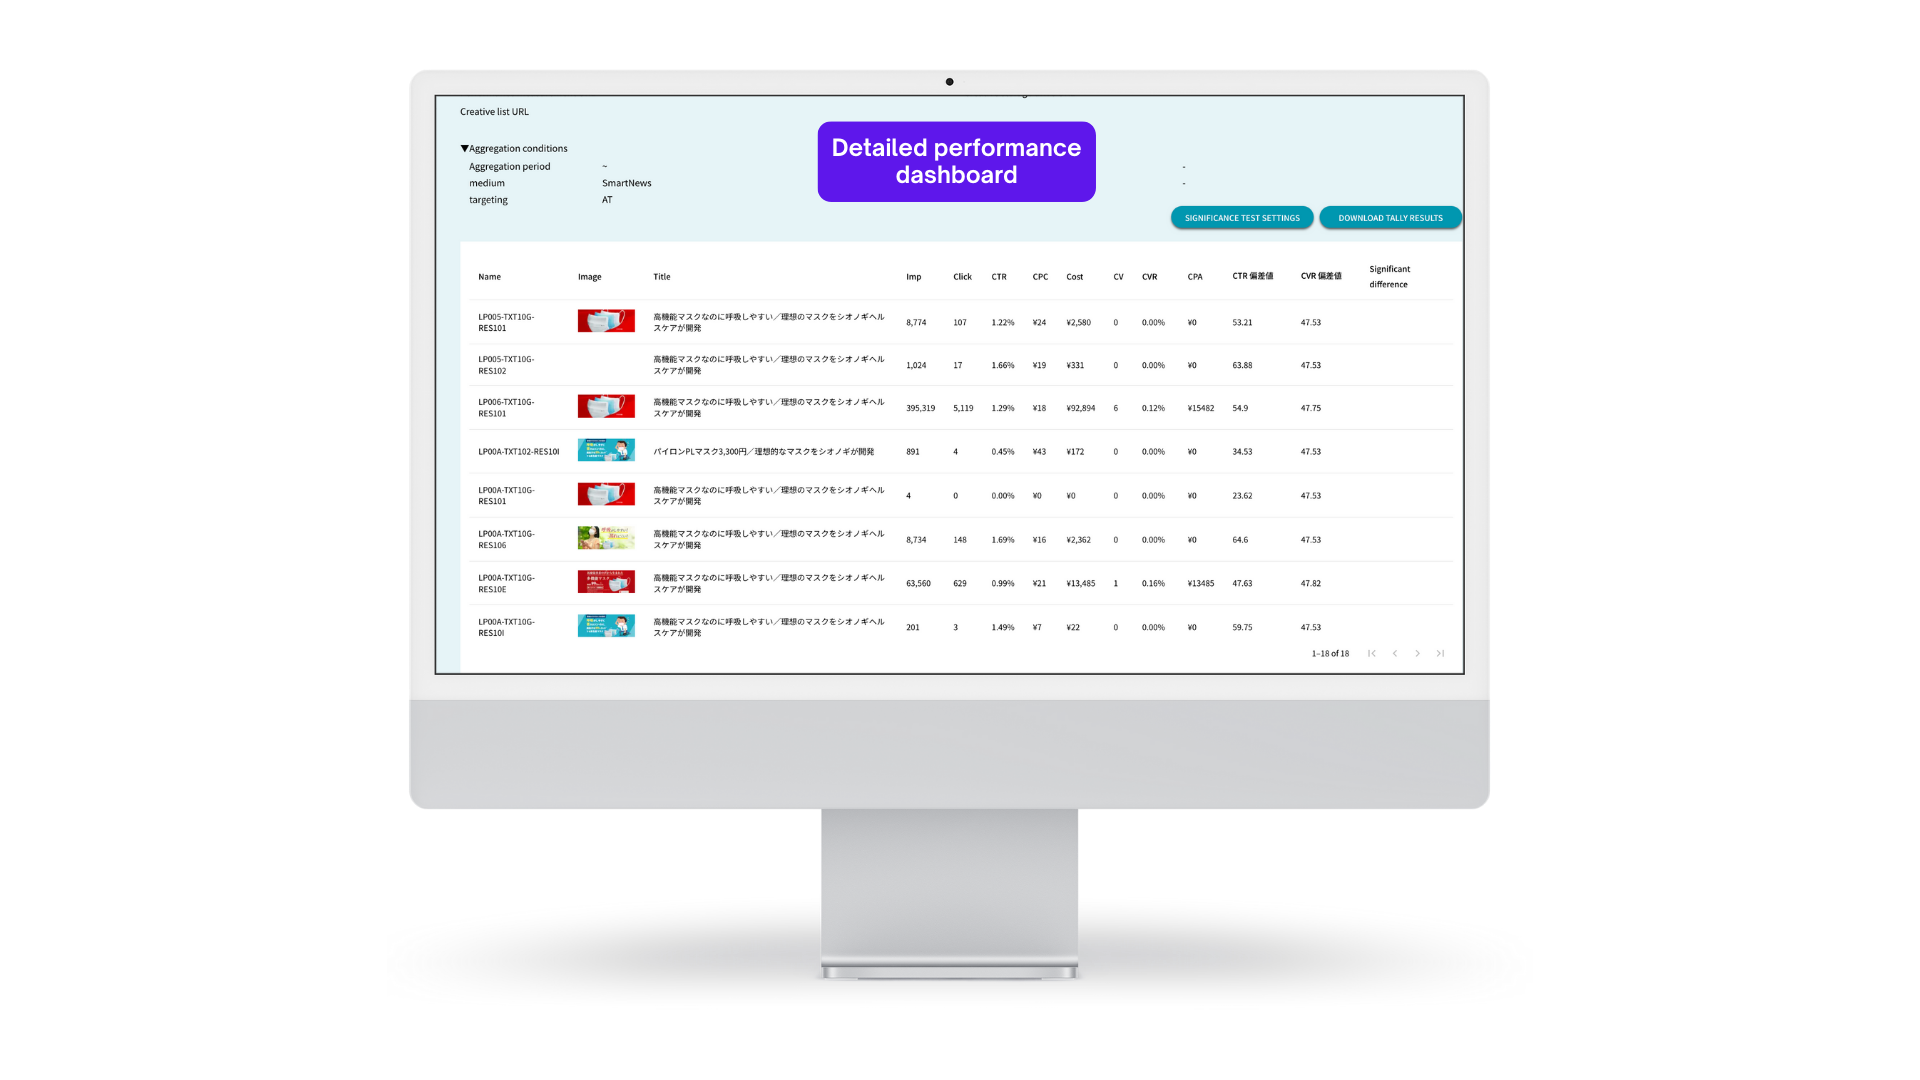 Creative list URL
Detailed performance
dashboard
▼Aggregation conditions
Aggregation period ~ -
medium SmartNews -
targeting AT
SIGNIFICANCE TEST SETTINGS DOWNLOAD TALLY RESULTS
Name Image Title Imp Click CTR CPC Cost CV CVR CPA CTR 偏差値 CVR 偏差値 Significant
difference
LP005-TXT10G-
RES101
高機能マスクなのに呼吸しやすい／理想のマスクをシオノギヘル
スケアが開発
8,774 107 1.22% ¥24 ¥2,580 0 0.00% ¥0 53.21 47.53
LP005-TXT10G-
RES102
高機能マスクなのに呼吸しやすい／理想のマスクをシオノギヘル
スケアが開発
1,024 17 1.66% ¥19 ¥331 0 0.00% ¥0 63.88 47.53
LP006-TXT10G-
RES101
高機能マスクなのに呼吸しやすい／理想のマスクをシオノギヘル
スケアが開発
395,319 5,119 1.29% ¥18 ¥92,894 6 0.12% ¥15482 54.9 47.75
LP00A-TXT102-RES10I
パイロンPLマスク3,300円／理想的なマスクをシオノギが開発
891 4 0.45% ¥43 ¥172 0 0.00% ¥0 34.53 47.53
LP00A-TXT10G-
RES101
高機能マスクなのに呼吸しやすい／理想のマスクをシオノギヘル
スケアが開発
4 0 0.00% ¥0 ¥0 0 0.00% ¥0 23.62 47.53
LP00A-TXT10G-
RES106
高機能マスクなのに呼吸しやすい／理想のマスクをシオノギヘル
スケアが開発
8,734 148 1.69% ¥16 ¥2,362 0 0.00% ¥0 64.6 47.53
LP00A-TXT10G-
RES10E
高機能マスクなのに呼吸しやすい／理想のマスクをシオノギヘル
スケアが開発
63,560 629 0.99% ¥21 ¥13,485 1 0.16% ¥13485 47.63 47.82
LP00A-TXT10G-
RES10I
高機能マスクなのに呼吸しやすい／理想のマスクをシオノギヘル
スケアが開発
201 3 1.49% ¥7 ¥22 0 0.00% ¥0 59.75 47.53
1–18 of 18